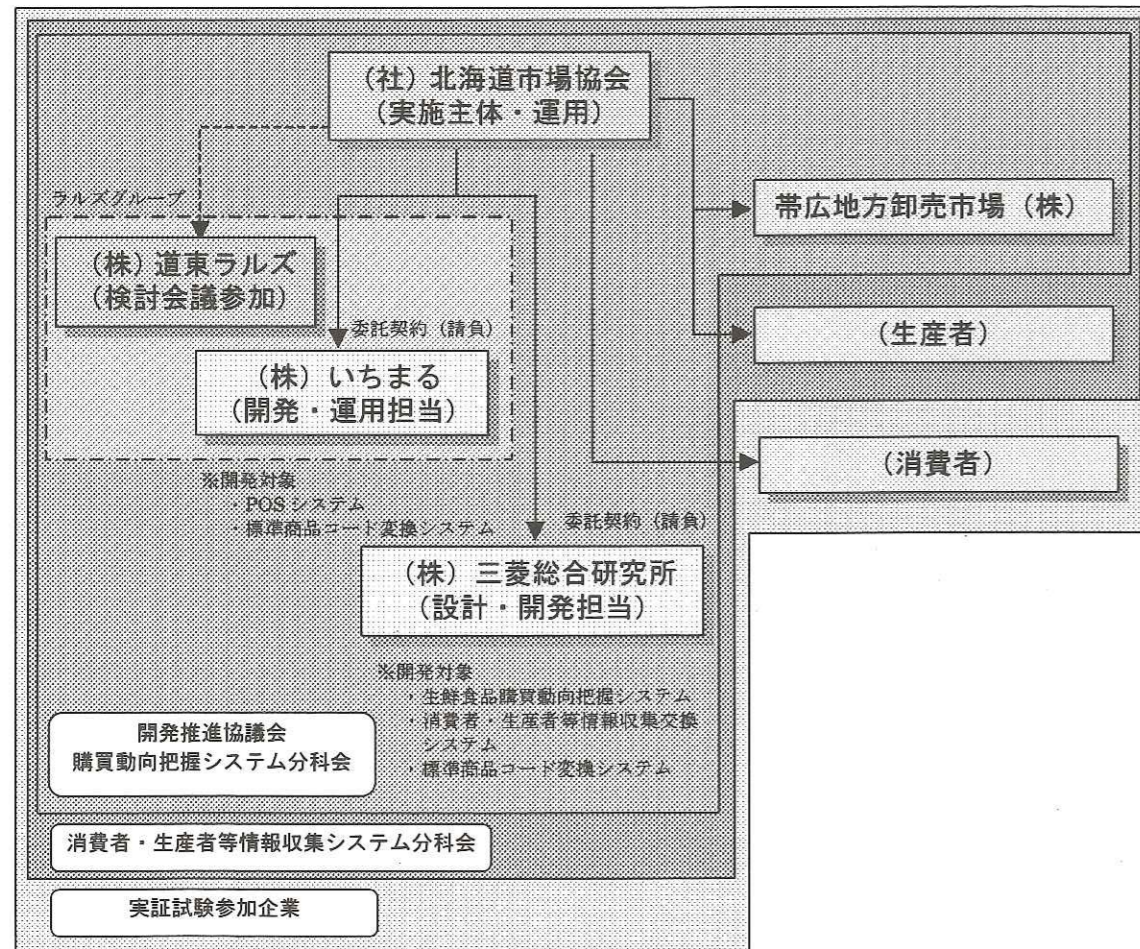 (社)北海道市場協会
(実施主体・運用)
ラルズグループ
帯広地方卸売市場(株)
(株)道東ラルズ
(検討会議参加)
(生産者)
委託契約(請負)
(株)いちまる
(開発・運用担当)
(消費者)
※開発対象
・POSシステム
・標準商品コード変換システム
委託契約(請負)
(株)三菱総合研究所
(設計・開発担当)
※開発対象
・生鮮食品購買動向把握システム
・消費者・生産者等情報収集交換
システム
・標準商品コード変換システム
開発推進協議会
購買動向把握システム分科会
消費者・生産者等情報収集システム分科会
実証試験参加企業